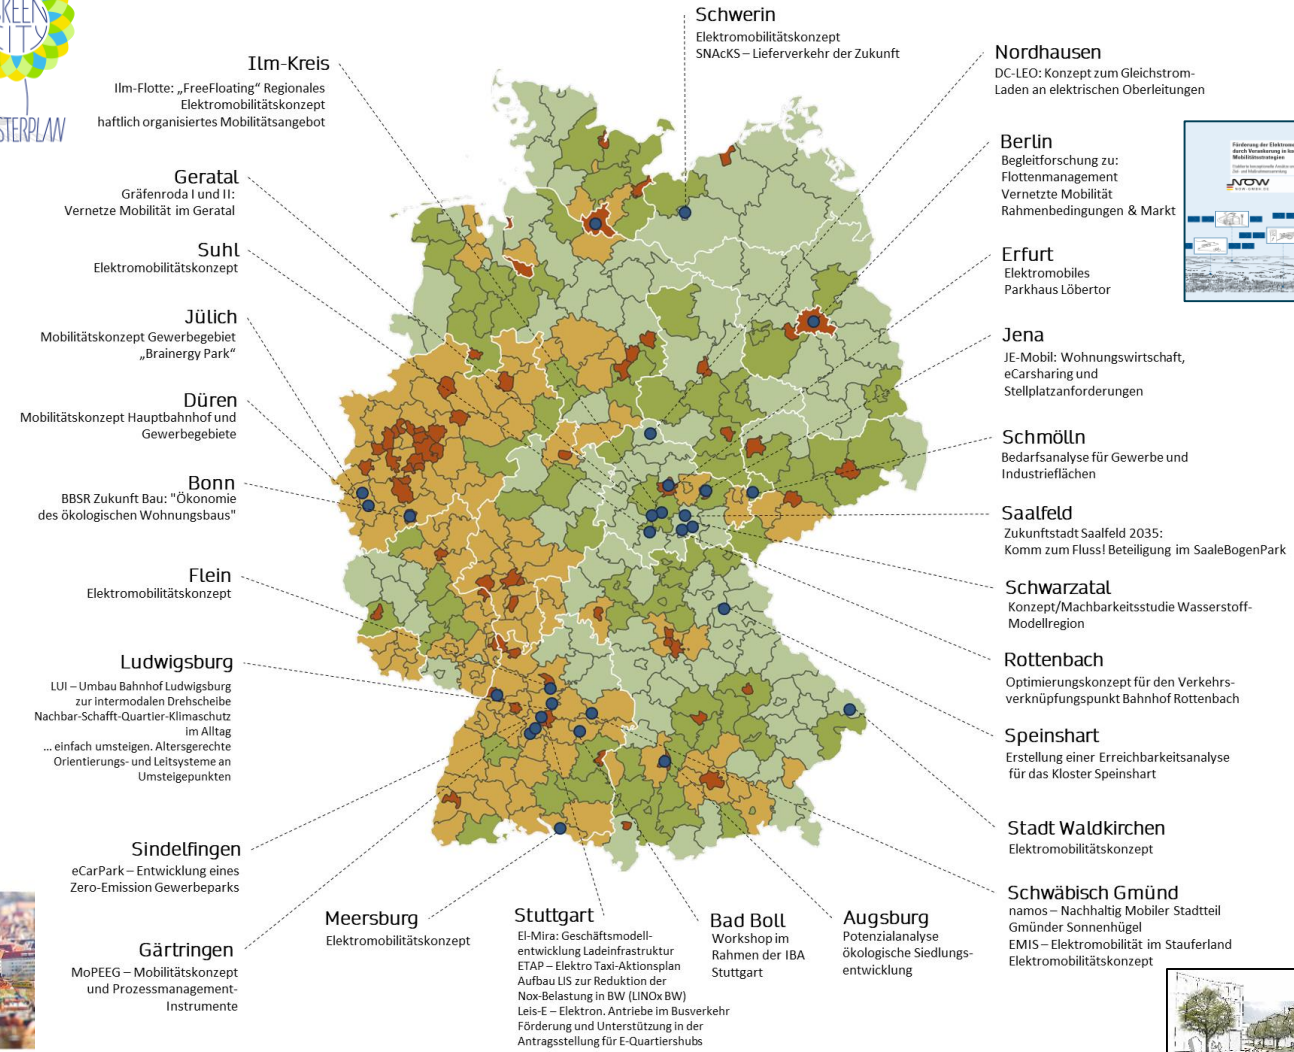 CITY
Schwerin
Elektromobilitätskonzept
SNAcKS – Lieferverkehr der Zukunft
Ilm-Kreis
Ilm-Flotte: „FreeFloating" Regionales
Elektromobilitätskonzept
haftlich organisiertes Mobilitätsangebot
Geratal
Gräfenroda I und II:
Vernetze Mobilität im Geratal
Suhl
Elektromobilitätskonzept
Jülich
Mobilitätskonzept Gewerbegebiet
„Brainergy Park"
Düren
Mobilitätskonzept Hauptbahnhof und
Gewerbegebiete
Bonn
BBSR Zukunft Bau: "Ökonomie
des ökologischen Wohnungsbaus"
Flein
Elektromobilitätskonzept
Ludwigsburg
LUI – Umbau Bahnhof Ludwigsburg
zur intermodalen Drehscheibe
Nachbar-Schafft-Quartier-Klimaschutz
im Alltag
... einfach umsteigen. Altersgerechte
Orientierungs- und Leitsysteme an
Umsteigepunkten
Sindelfingen
eCarPark – Entwicklung eines
Zero-Emission Gewerbeparks
Gärtringen
MoPEEG – Mobilitätskonzept
und Prozessmanagement-
Instrumente
Meersburg
Elektromobilitätskonzept
Stuttgart
El-Mira: Geschäftsmodell-
entwicklung Ladeinfrastruktur
ETAP – Elektro Taxi-Aktionsplan
Aufbau LIS zur Reduktion der
Nox-Belastung in BW (LINOx BW)
Leis-E – Elektron. Antriebe im Busverkehr
Förderung und Unterstützung in der
Antragsstellung für E-Quartiershubs
Bad Boll
Workshop im
Rahmen der IBA
Stuttgart
Augsburg
Potenzialanalyse
ökologische Siedlungs-
entwicklung
Nordhausen
DC-LEO: Konzept zum Gleichstrom-
Laden an elektrischen Oberleitungen
Berlin
Begleitforschung zu:
Flottenmanagement
Vernetzte Mobilität
Rahmenbedingungen & Markt
Erfurt
Elektromobiles
Parkhaus Löbertor
Jena
JE-Mobil: Wohnungswirtschaft,
eCarsharing und
Stellplatzanforderungen
Schmölln
Bedarfsanalyse für Gewerbe und
Industrieflächen
Saalfeld
Zukunftstadt Saalfeld 2035:
Komm zum Fluss! Beteiligung im SaaleBogenPark
Schwarzatal
Konzept/Machbarkeitsstudie Wasserstoff-
Modellregion
Rottenbach
Optimierungskonzept für den Verkehrs-
verknüpfungspunkt Bahnhof Rottenbach
Speinshart
Erstellung einer Erreichbarkeitsanalyse
für das Kloster Speinshart
Stadt Waldkirchen
Elektromobilitätskonzept
Schwäbisch Gmünd
namos – Nachhaltig Mobiler Stadtteil
Gmünder Sonnenhügel
EMIS – Elektromobilität im Stauferland
Elektromobilitätskonzept
Förderung der
durch Verankerung in
Mobilitätsstrategien
NOW